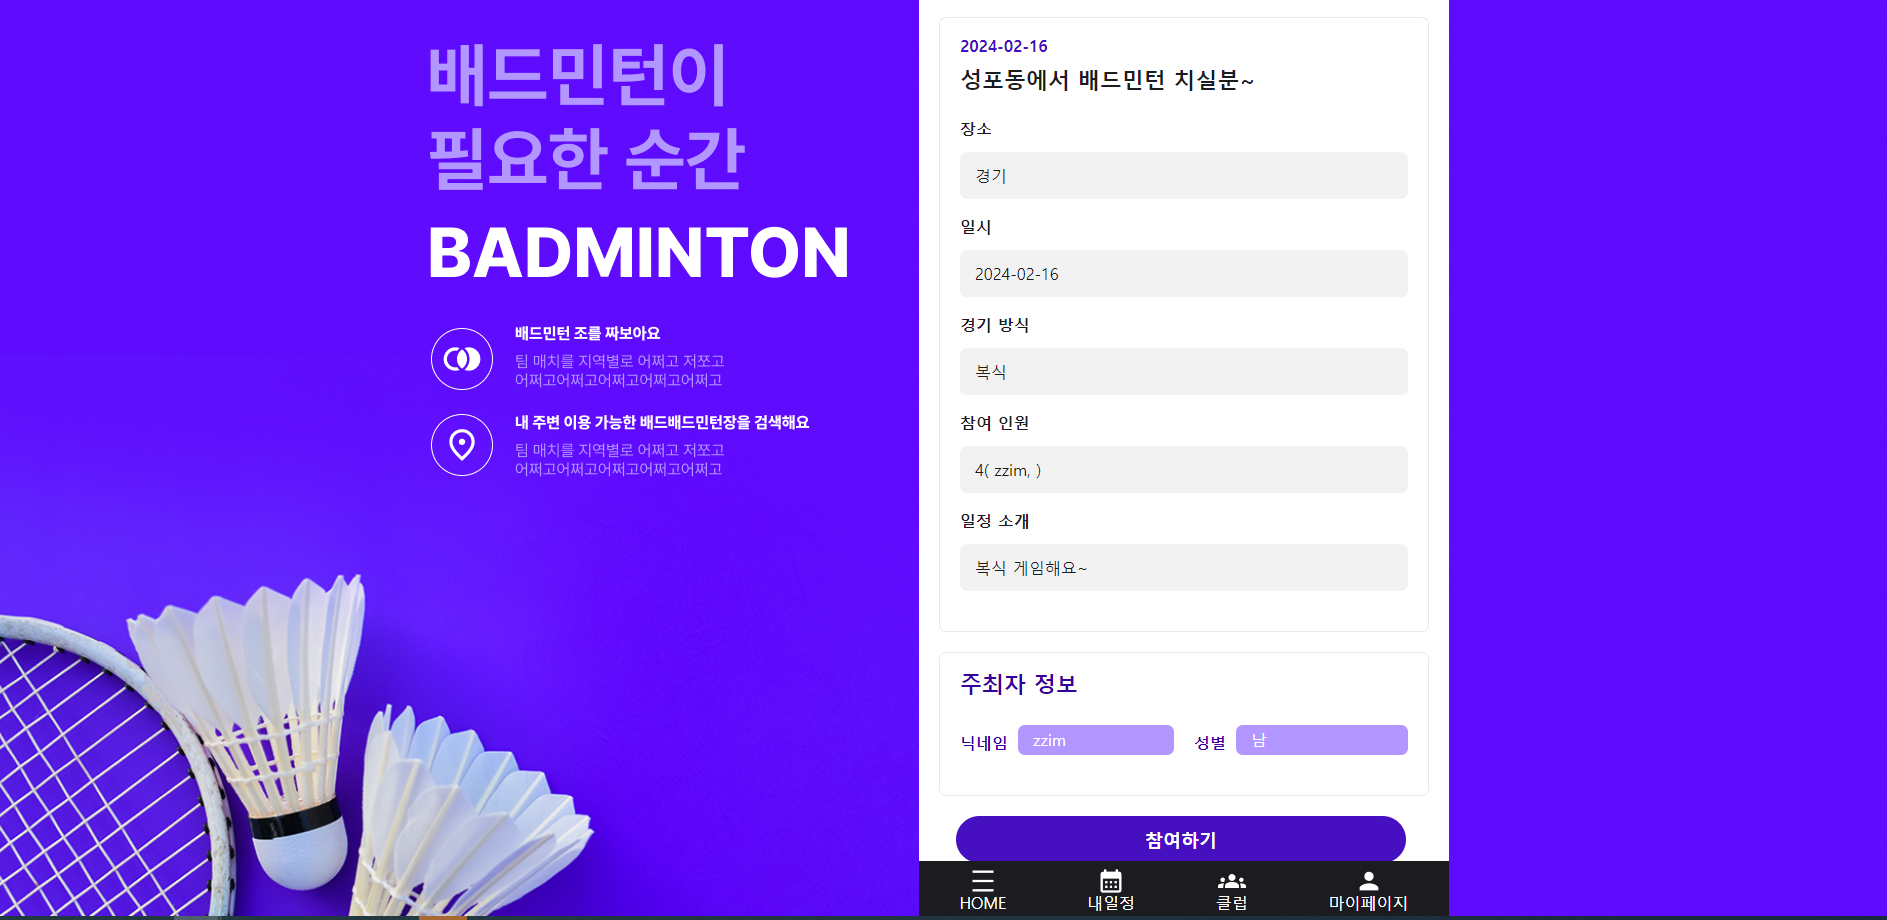 배드민턴이
필요한 순간
BADMINTON
배드민턴 조를 짜보아요
팀 매치를 지역별로 어쩌고 저쩌고
어쩌고어쩌고어쩌고어쩌고어쩌고
내 주변 이용 가능한 배드배드민턴장을 검색해요
팀 매치를 지역별로 어쩌고 저쩌고
어쩌고어쩌고어쩌고어쩌고어쩌고
2024-02-16
성포동에서 배드민턴 치실분~
장소
경기
일시
2024-02-16
경기 방식
복식
참여 인원
4( zzim, )
일정 소개
복식 게임해요~
주최자 정보
닉네임 zzim 성별 남
참여하기
HOME 내일정 클럽 마이페이지